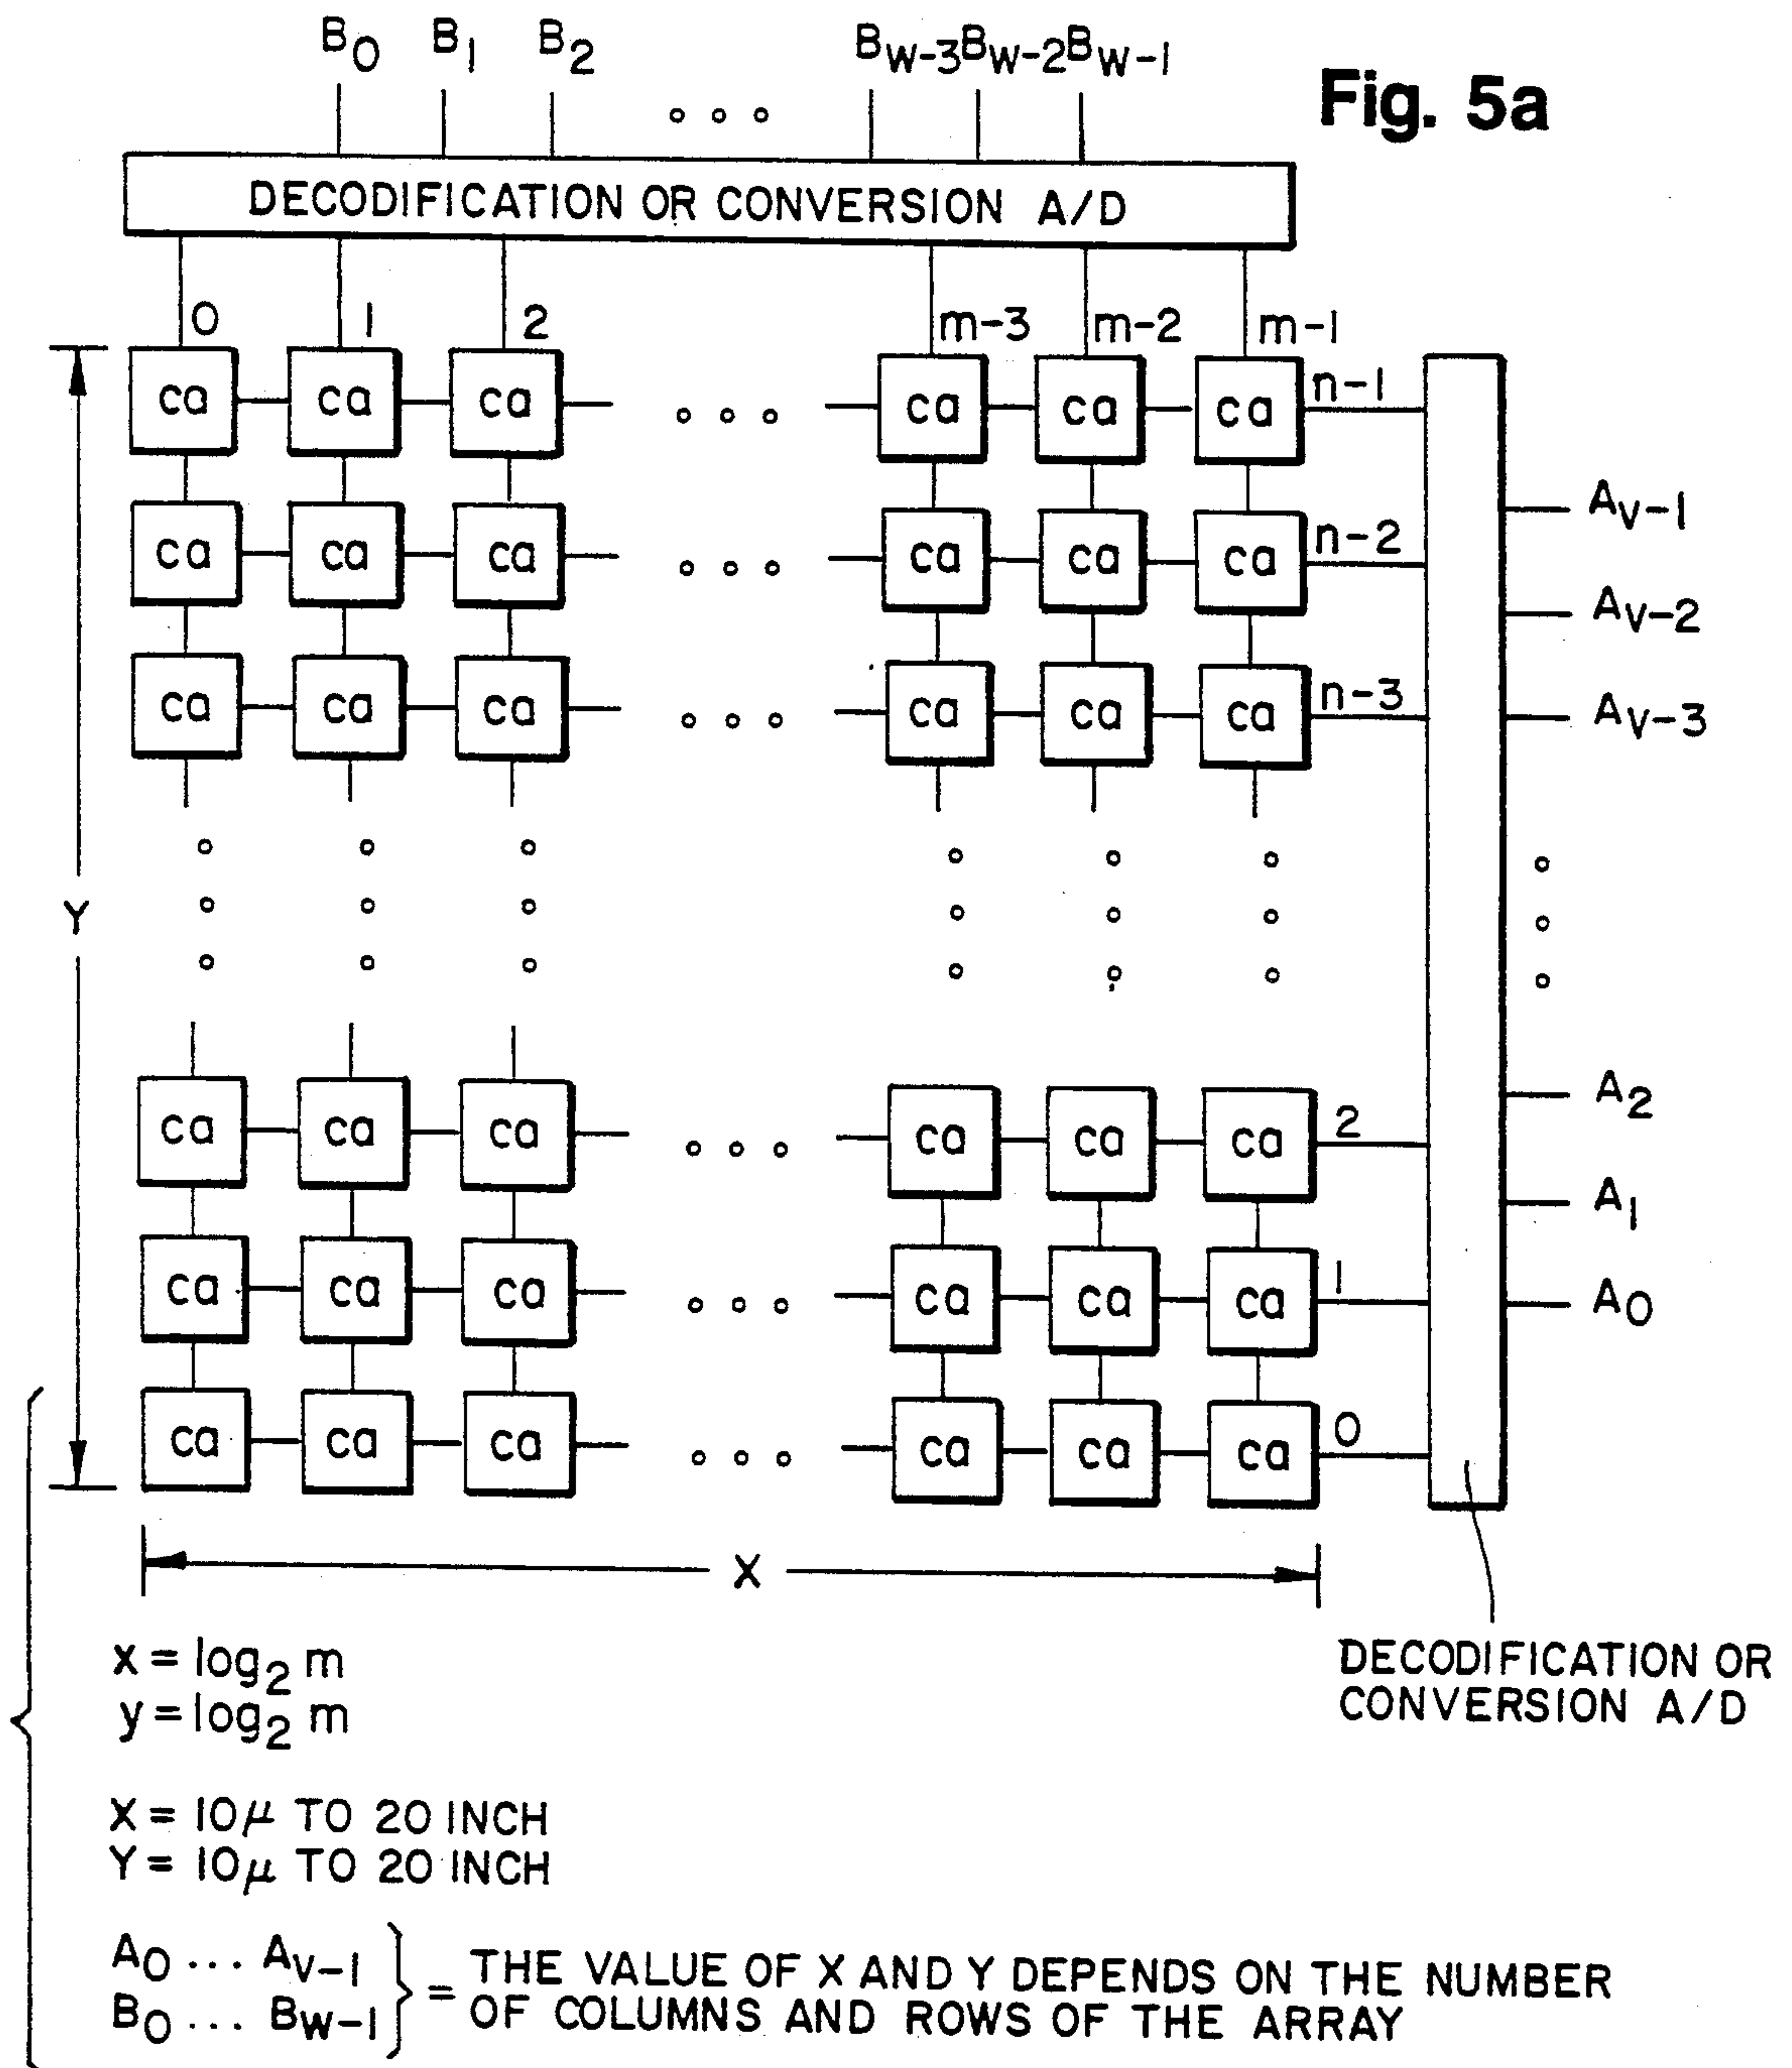 B0 B1 B2 BW-3 BW-2 BW-1
Fig. 5a
DECODIFICATION OR CONVERSION A/D
0 1 2 m-3 m-2 m-1
ca ca ca ca ca ca n-1
AV-1
ca ca ca ca ca ca n-2
AV-2
ca ca ca ca ca ca n-3
AV-3
Y
ca ca ca ca ca ca 2
A2
A1
ca ca ca ca ca ca 1
A0
ca ca ca ca ca ca 0
X
DECODIFICATION OR
CONVERSION A/D
x = log2 m
y = log2 m
X = 10μ TO 20 INCH
Y = 10μ TO 20 INCH
A0 ... AV-1
B0 ... BW-1
} = THE VALUE OF X AND Y DEPENDS ON THE NUMBER
OF COLUMNS AND ROWS OF THE ARRAY